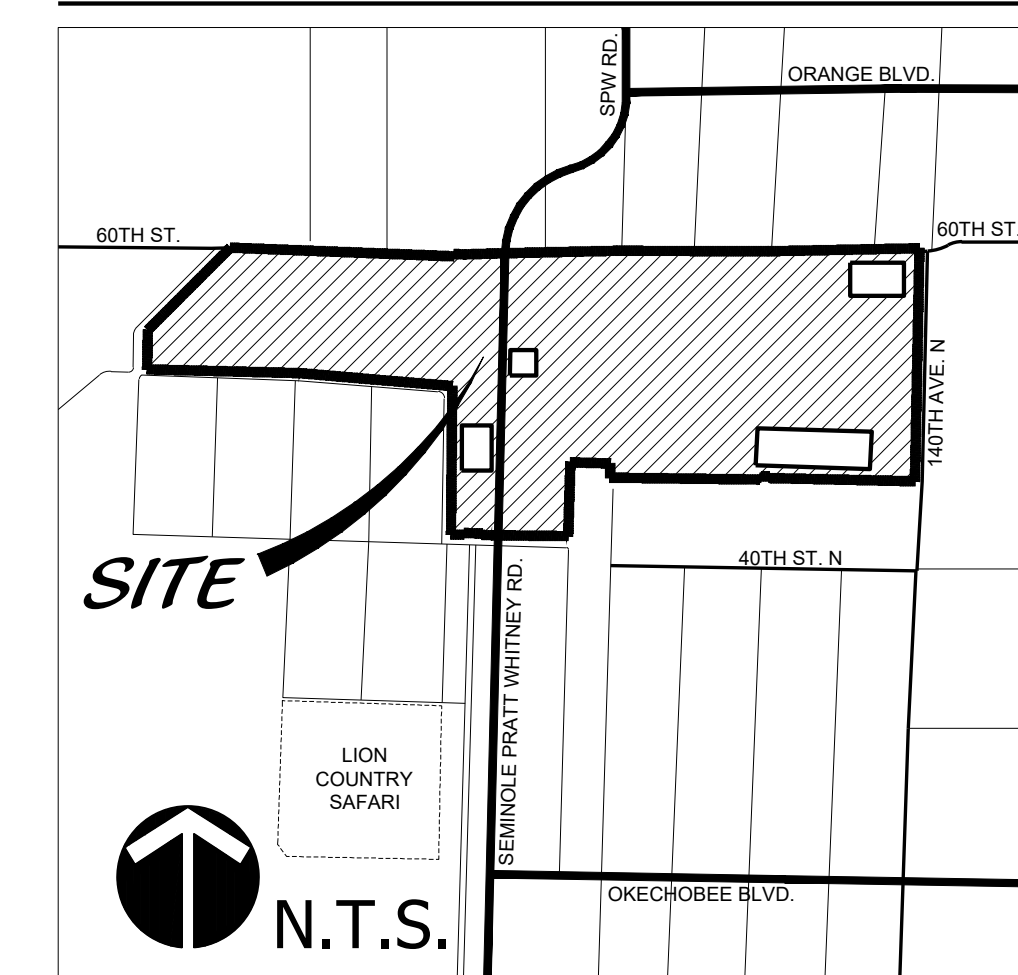 SPW RD.
ORANGE BLVD.
60TH ST.
60TH ST.
140TH AVE. N
SITE
40TH ST. N
SEMINOLE PRATT WHITNEY RD.
LION
COUNTRY
SAFARI
OKECHOBEE BLVD.
N.T.S.